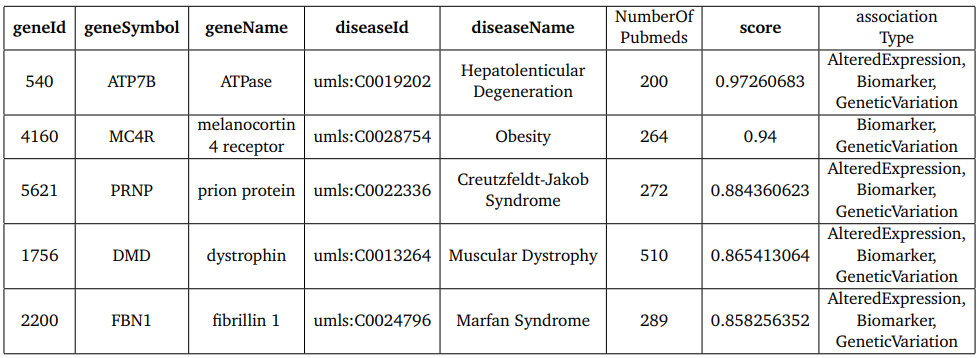 geneId geneSymbol geneName diseaseId diseaseName NumberOf Pubmeds score association Type
540 ATP7B ATPase umls:C0019202 Hepatolenticular Degeneration 200 0.97260683 AlteredExpression, Biomarker, GeneticVariation
4160 MC4R melanocortin 4 receptor umls:C0028754 Obesity 264 0.94 Biomarker, GeneticVariation
5621 PRNP prion protein umls:C0022336 Creutzfeldt-Jakob Syndrome 272 0.884360623 AlteredExpression, Biomarker, GeneticVariation
1756 DMD dystrophin umls:C0013264 Muscular Dystrophy 510 0.865413064 AlteredExpression, Biomarker, GeneticVariation
2200 FBN1 fibrillin 1 umls:C0024796 Marfan Syndrome 289 0.858256352 AlteredExpression, Biomarker, GeneticVariation